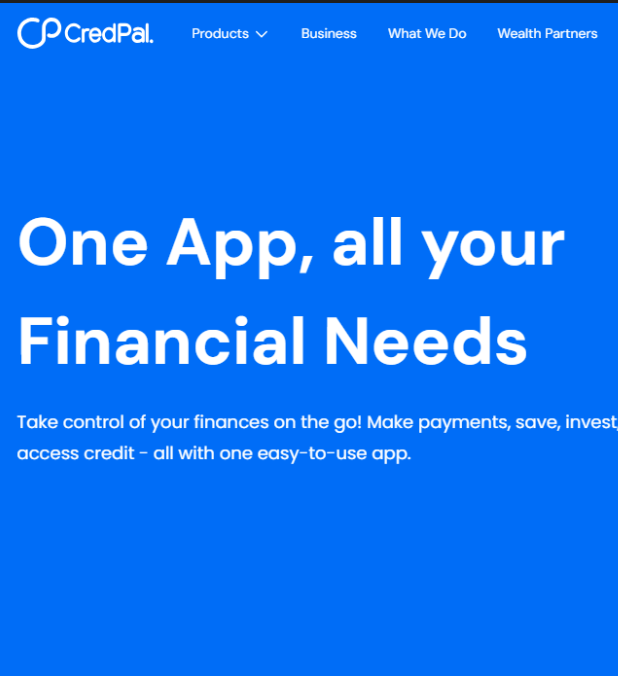 CredPal.
Products Business What We Do Wealth Partners
One App, all your
Financial Needs
Take control of your finances on the go! Make payments, save, invest,
access credit - all with one easy-to-use app.